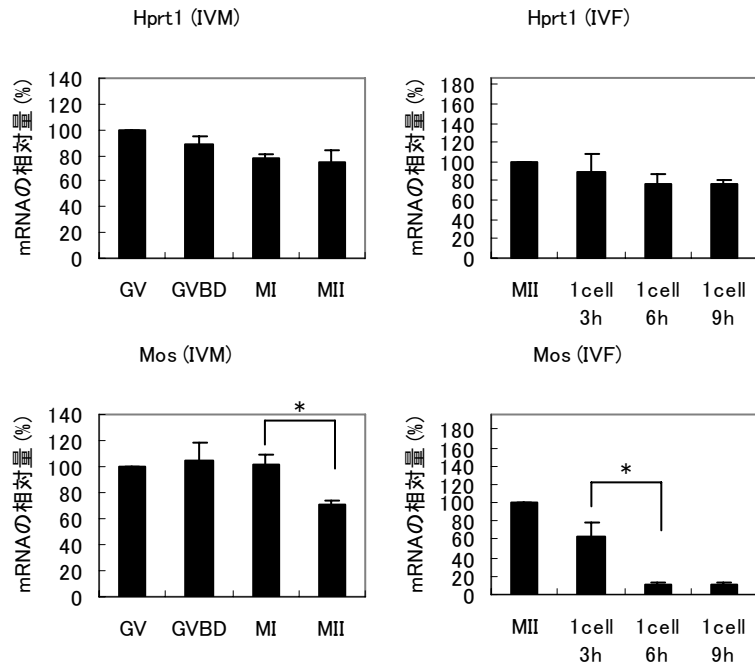 Hprt1 (IVM)
mRNAの相対量 (%)
140
120
100
80
60
40
20
0
GV GVBD MI MII
Hprt1 (IVF)
mRNAの相対量 (%)
180
160
140
120
100
80
60
40
20
0
MII 1cell 1cell 1cell
3h 6h 9h
Mos (IVM)
mRNAの相対量 (%)
140
120
100
80
60
40
20
0
*
GV GVBD MI MII
Mos (IVF)
mRNAの相対量 (%)
180
160
140
120
100
80
60
40
20
0
*
MII 1cell 1cell 1cell
3h 6h 9h